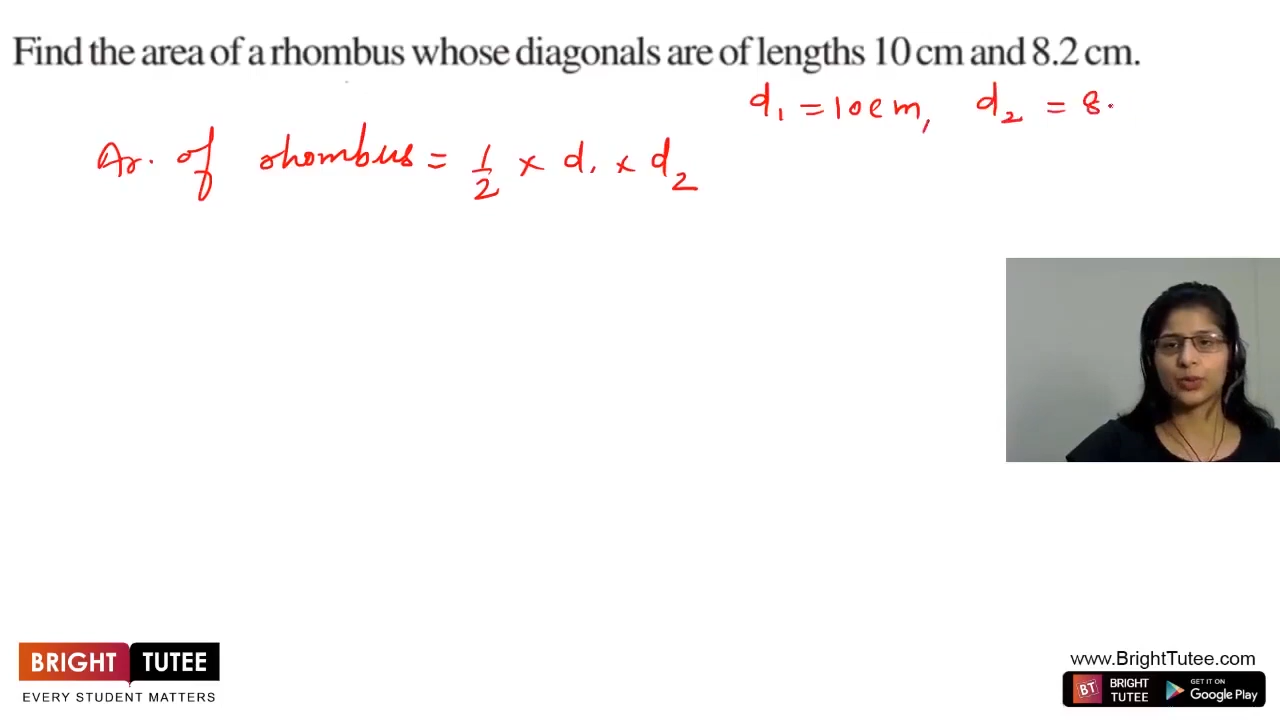 Find the area of a rhombus whose diagonals are of lengths 10 cm and 8.2 cm.
d₁ = 10cm, d₂ = 8.
Ar. of rhombus = 1/2 × d₁ × d₂
BRIGHT TUTEE
EVERY STUDENT MATTERS
www.BrightTutee.com
BT BRIGHT TUTEE GET IT ON Google Play